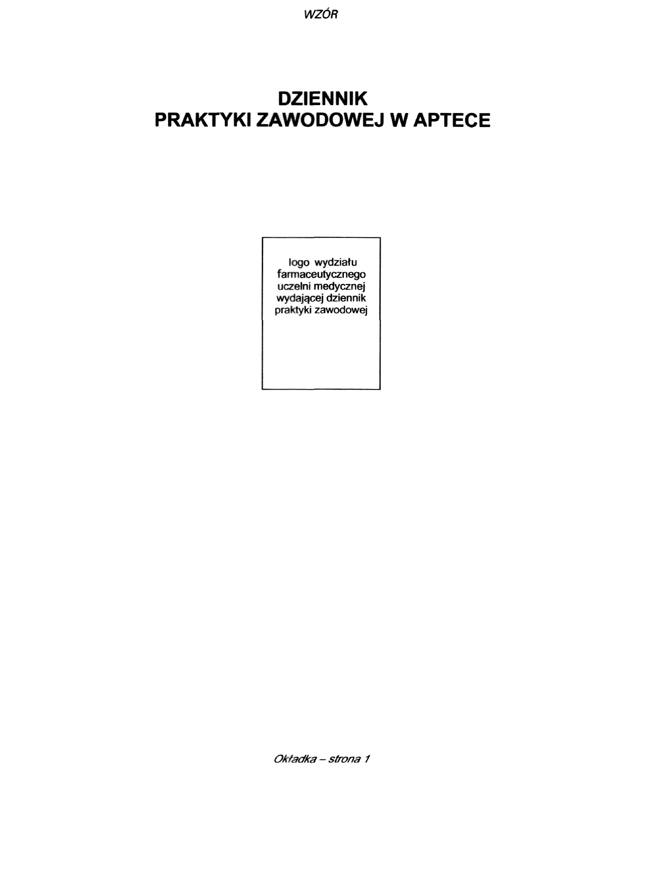 WZÓR
DZIENNIK
PRAKTYKI ZAWODOWEJ W APTECE
logo wydziału
farmaceutycznego
uczelni medycznej
wydającej dziennik
praktyki zawodowej
Okładka – strona 1